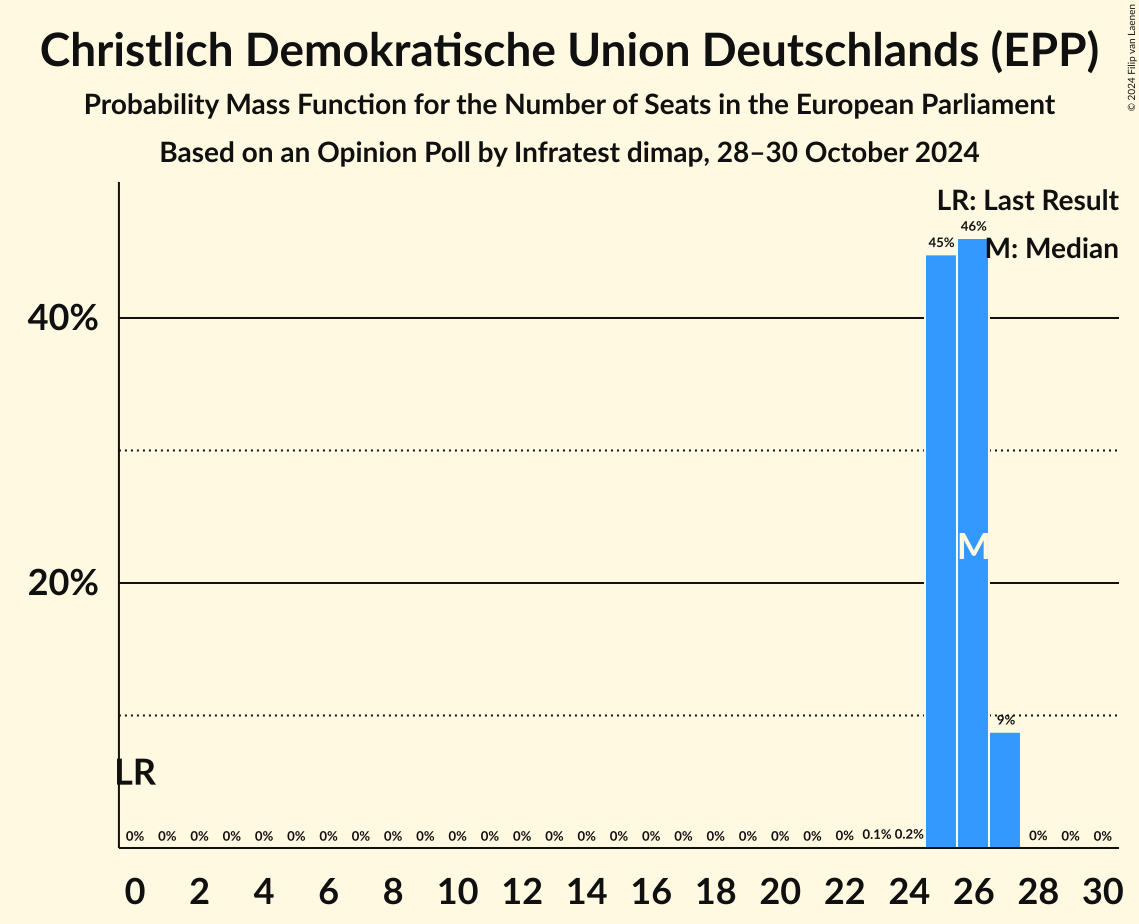 Christlich Demokratische Union Deutschlands (EPP)
Probability Mass Function for the Number of Seats in the European Parliament
Based on an Opinion Poll by Infratest dimap, 28–30 October 2024
© 2024 Filip van Laenen
LR: Last Result
M: Median
45% 46%
40%
M
20%
9%
LR
0% 0% 0% 0% 0% 0% 0% 0% 0% 0% 0% 0% 0% 0% 0% 0% 0% 0% 0% 0% 0% 0% 0% 0.1% 0.2% 0% 0% 0%
0 2 4 6 8 10 12 14 16 18 20 22 24 26 28 30